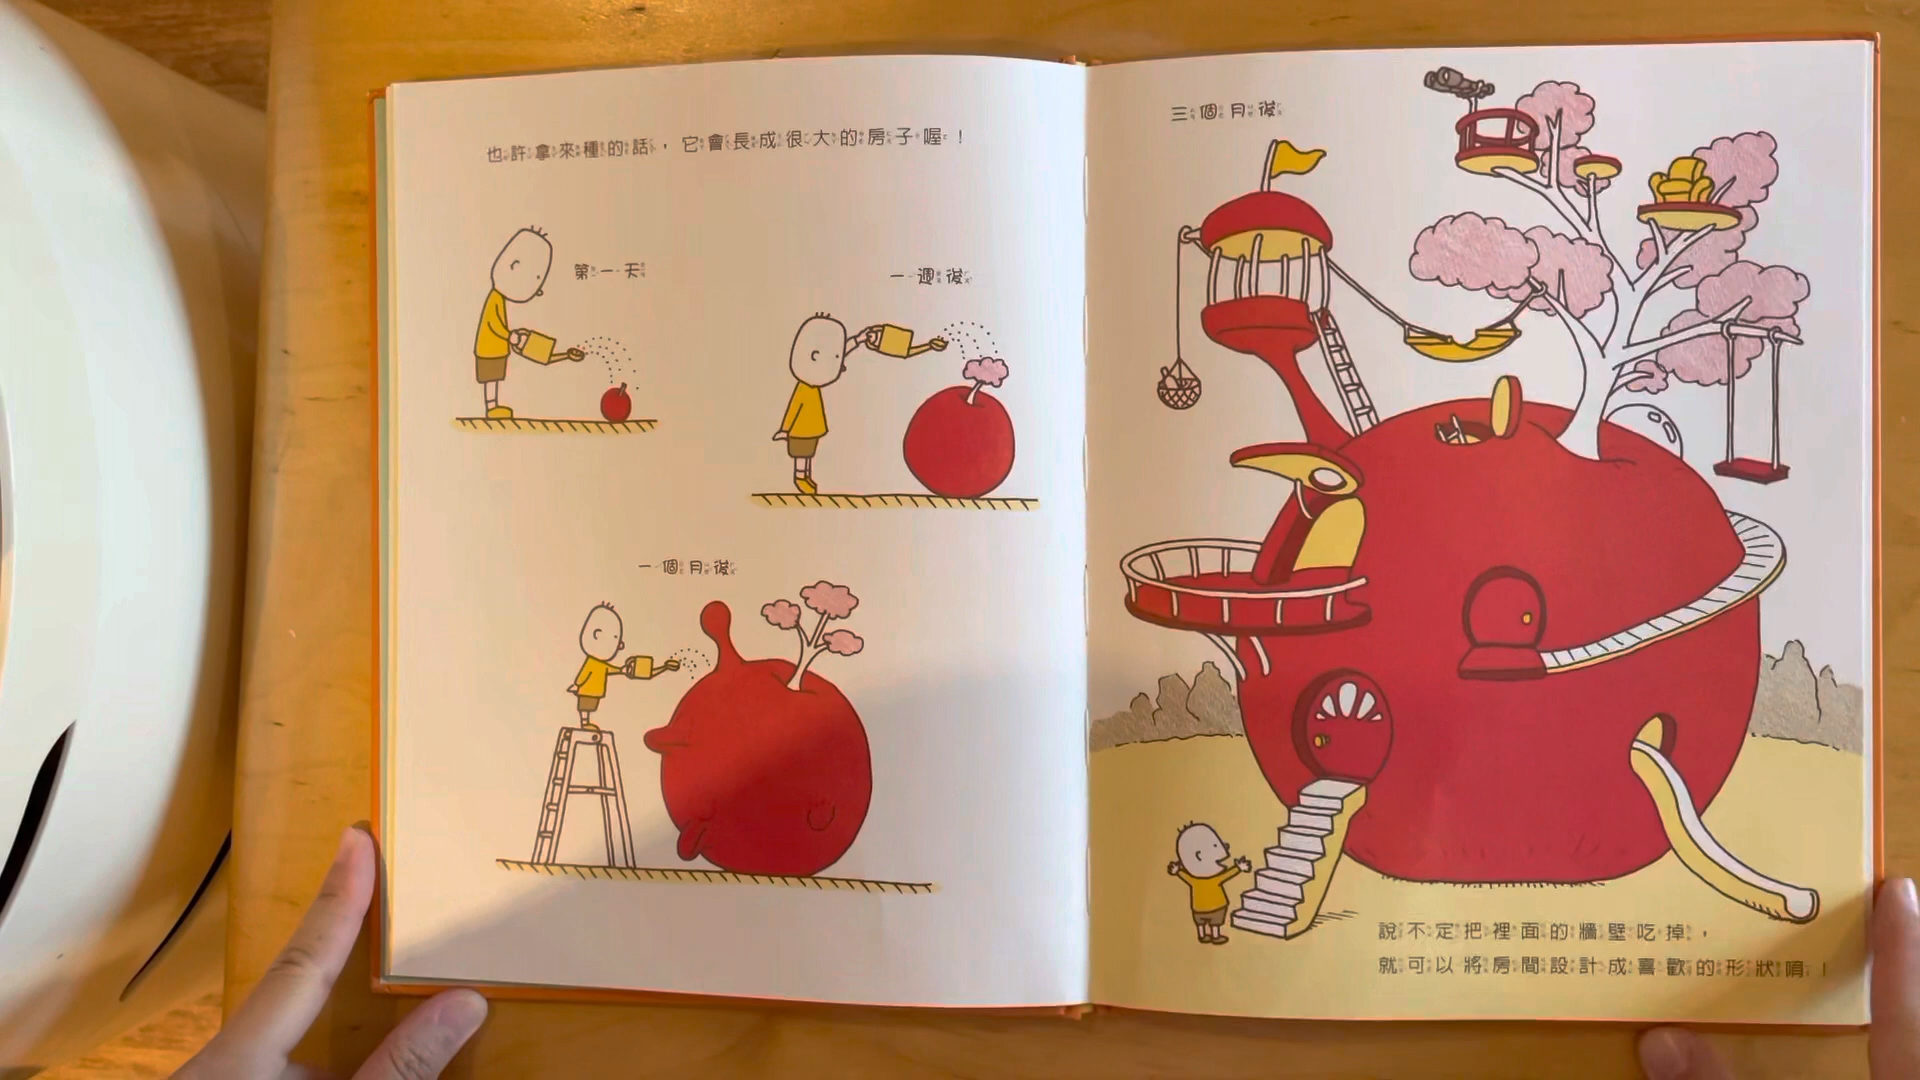 也許拿來種的話，它會長成很大的房子喔！
第一天
一週後
一個月後
三個月後
說不定把裡面的牆壁吃掉，
就可以將房間設計成喜歡的形狀唷！